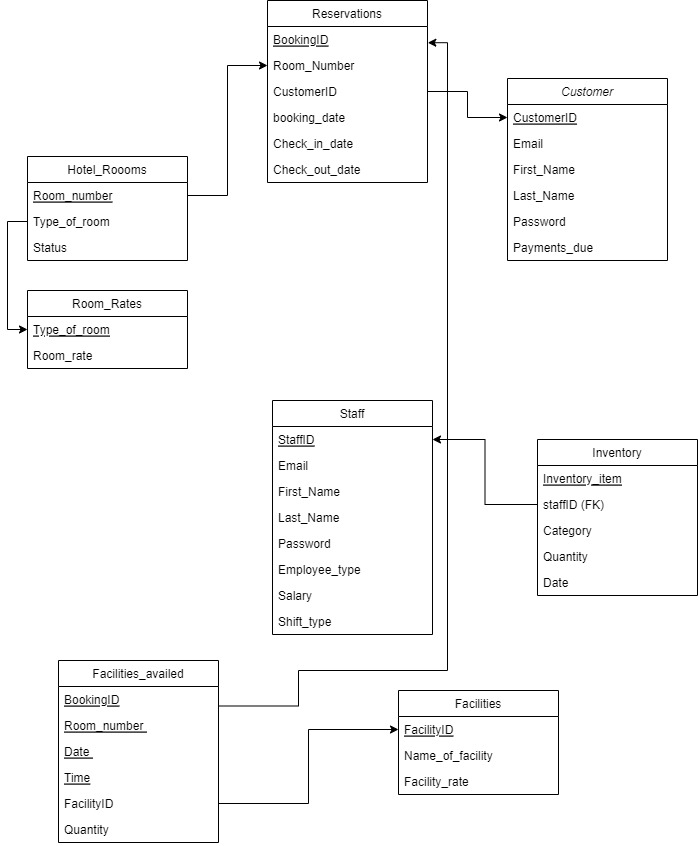 Reservations
BookingID
Room_Number
CustomerID
booking_date
Check_in_date
Check_out_date
Customer
CustomerID
Email
First_Name
Last_Name
Password
Payments_due
Hotel_Roooms
Room_number
Type_of_room
Status
Room_Rates
Type_of_room
Room_rate
Staff
StaffID
Email
First_Name
Last_Name
Password
Employee_type
Salary
Shift_type
Inventory
Inventory_item
staffID (FK)
Category
Quantity
Date
Facilities_availed
BookingID
Room_number
Date
Time
FacilityID
Quantity
Facilities
FacilityID
Name_of_facility
Facility_rate